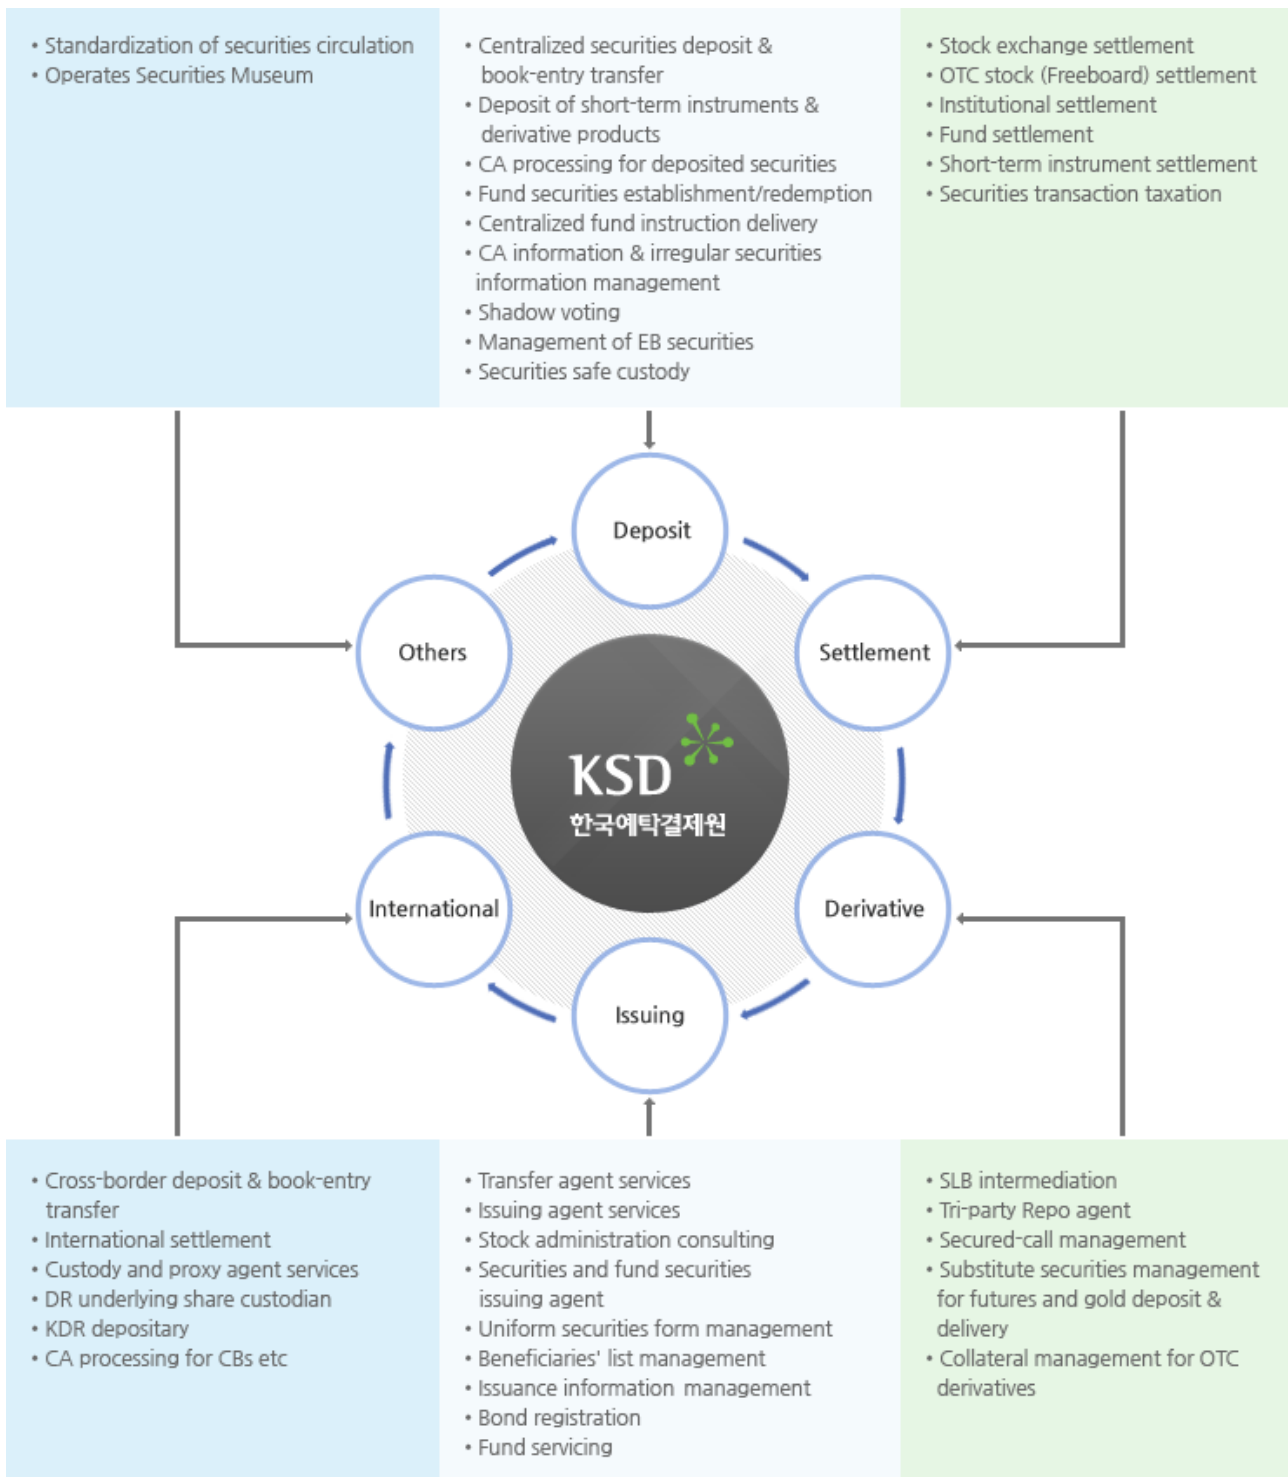 • Standardization of securities circulation
• Operates Securities Museum
• Centralized securities deposit &
book-entry transfer
• Deposit of short-term instruments &
derivative products
• CA processing for deposited securities
• Fund securities establishment/redemption
• Centralized fund instruction delivery
• CA information & irregular securities
information management
• Shadow voting
• Management of EB securities
• Securities safe custody
• Stock exchange settlement
• OTC stock (Freeboard) settlement
• Institutional settlement
• Fund settlement
• Short-term instrument settlement
• Securities transaction taxation
Deposit
Others
Settlement
KSD
한국예탁결제원
International
Derivative
Issuing
• Cross-border deposit & book-entry
transfer
• International settlement
• Custody and proxy agent services
• DR underlying share custodian
• KDR depositary
• CA processing for CBs etc
• Transfer agent services
• Issuing agent services
• Stock administration consulting
• Securities and fund securities
issuing agent
• Uniform securities form management
• Beneficiaries' list management
• Issuance information management
• Bond registration
• Fund servicing
• SLB intermediation
• Tri-party Repo agent
• Secured-call management
• Substitute securities management
for futures and gold deposit &
delivery
• Collateral management for OTC
derivatives